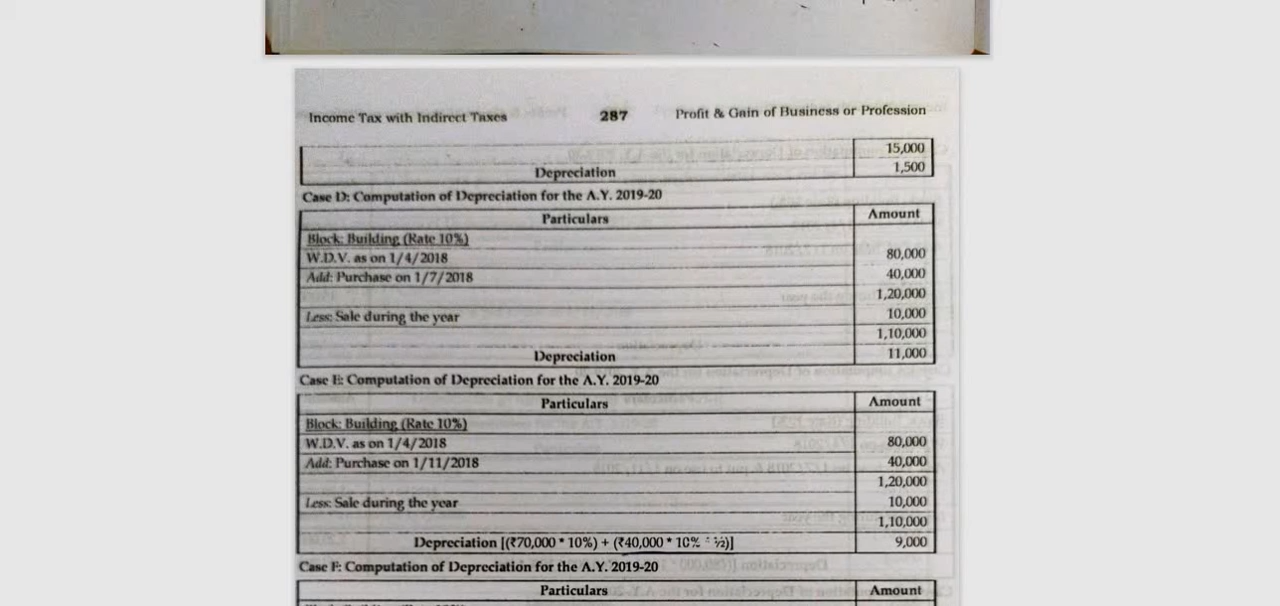 Income Tax with Indirect Taxes 287 Profit & Gain of Business or Profession
15,000
Depreciation 1,500
Case D: Computation of Depreciation for the A.Y. 2019-20
Particulars Amount
Block: Building (Rate 10%)
W.D.V. as on 1/4/2018 80,000
Add: Purchase on 1/7/2018 40,000
1,20,000
Less: Sale during the year 10,000
1,10,000
Depreciation 11,000
Case E: Computation of Depreciation for the A.Y. 2019-20
Particulars Amount
Block: Building (Rate 10%)
W.D.V. as on 1/4/2018 80,000
Add: Purchase on 1/11/2018 40,000
1,20,000
Less: Sale during the year 10,000
1,10,000
Depreciation [(₹70,000 * 10%) + (₹40,000 * 10% * ½)] 9,000
Case F: Computation of Depreciation for the A.Y. 2019-20
Particulars Amount